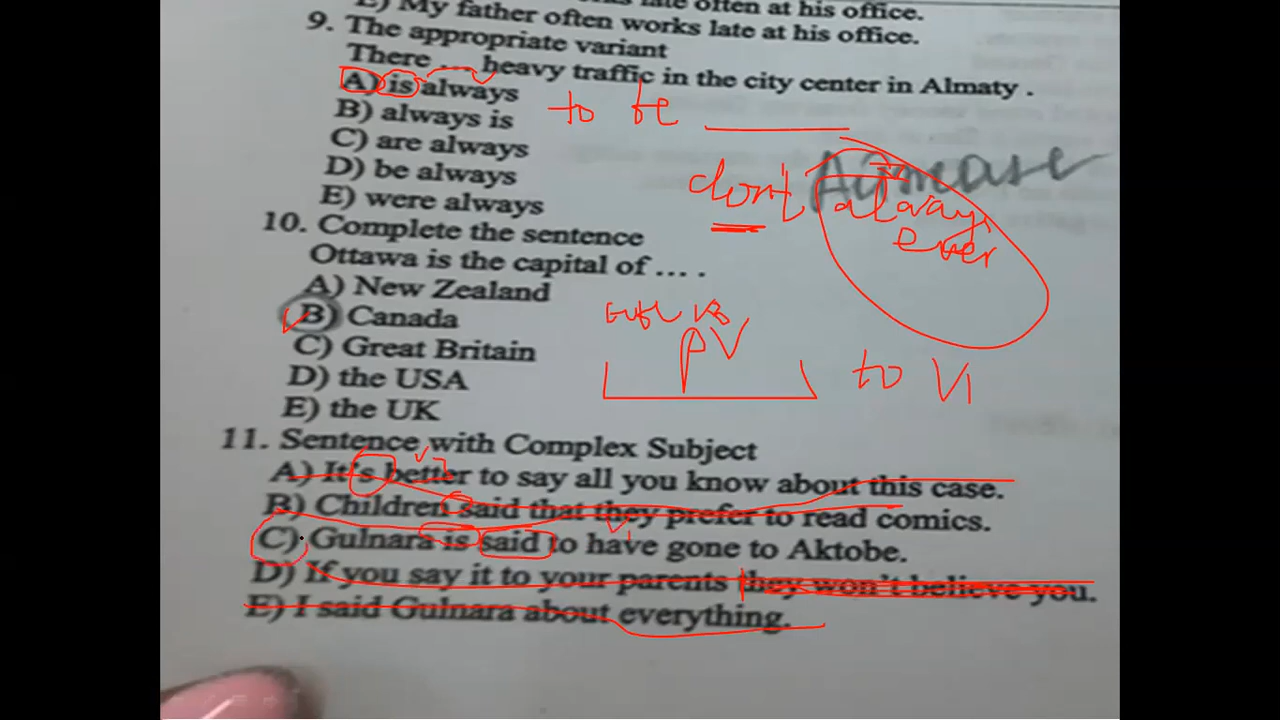 E) My father often works late at his office.
9. The appropriate variant
There ... heavy traffic in the city center in Almaty .
A) is always
B) always is
C) are always
D) be always
E) were always
to be
don't always
ever
10. Complete the sentence
Ottawa is the capital of ... .
A) New Zealand
B) Canada
C) Great Britain
D) the USA
E) the UK
PV
to V1
11. Sentence with Complex Subject
A) It's better to say all you know about this case.
B) Children said that they prefer to read comics.
C) Gulnara is said to have gone to Aktobe.
D) If you say it to your parents they won't believe you.
E) I said Gulnara about everything.